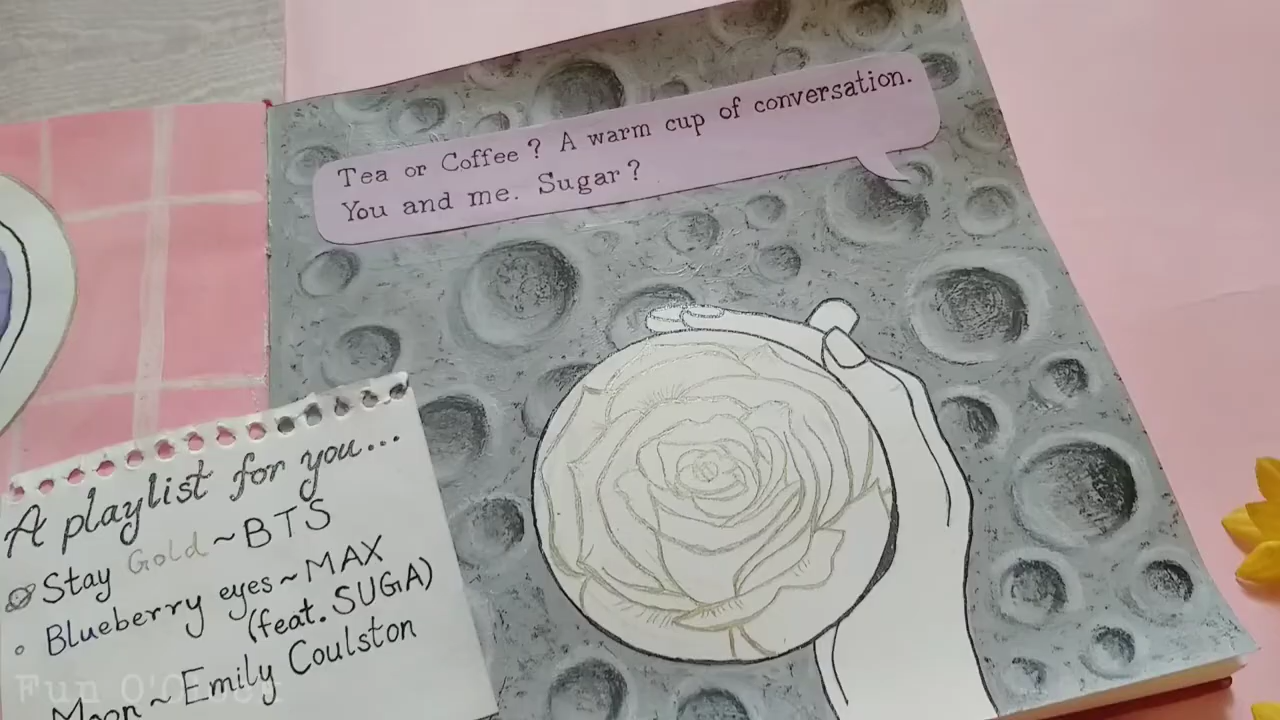 Tea or Coffee? A warm cup of conversation.
You and me. Sugar?
A playlist for you...
Stay Gold ~ BTS
Blueberry eyes ~ MAX
(feat. SUGA)
Moon ~ Emily Coulston
Fun O'